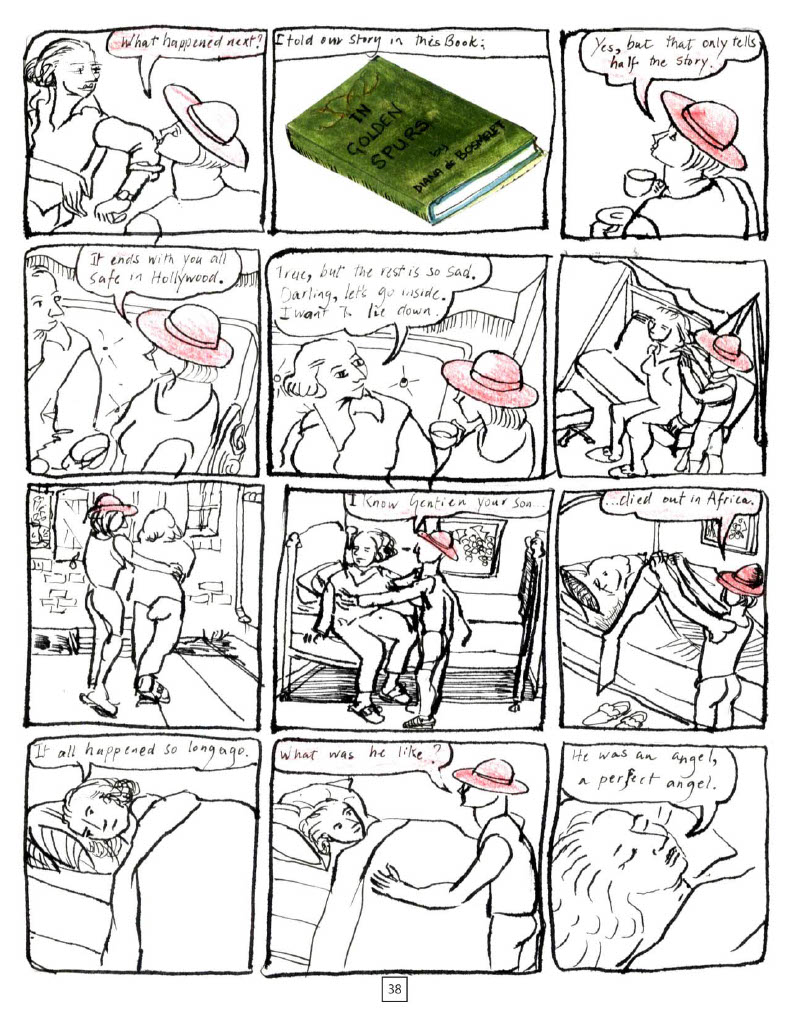 What happened next?
I told our story in this Book:
IN
GOLDEN
SPURS
by
DIANA de BOSMELET
Yes, but that only tells
half the story.
It ends with you all
safe in Hollywood.
True, but the rest is so sad.
Darling, let's go inside.
I want to lie down.
I know Gentien your son...
...died out in Africa.
It all happened so long ago.
What was he like?
He was an angel,
a perfect angel.
38